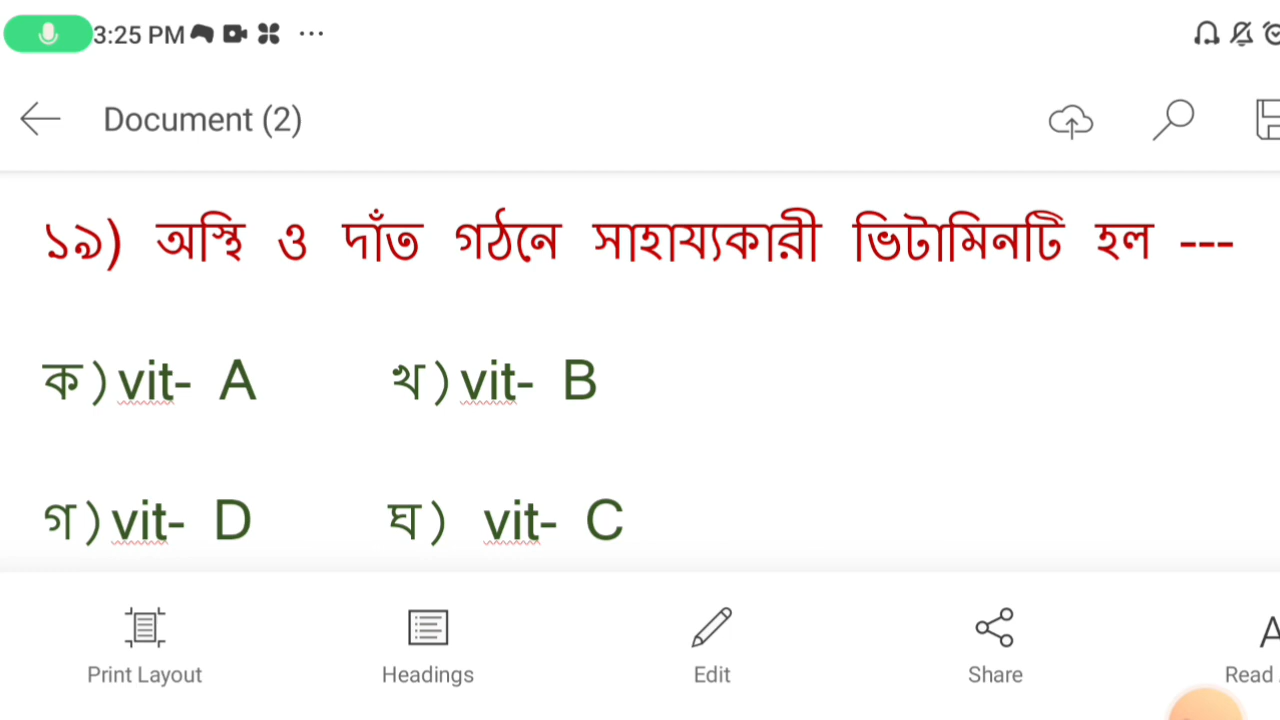 3:25 PM
Document (2)
১৯) অস্থি ও দাঁত গঠনে সাহায্যকারী ভিটামিনটি হল ---
ক) vit- A খ) vit- B
গ) vit- D ঘ) vit- C
Print Layout Headings Edit Share Read